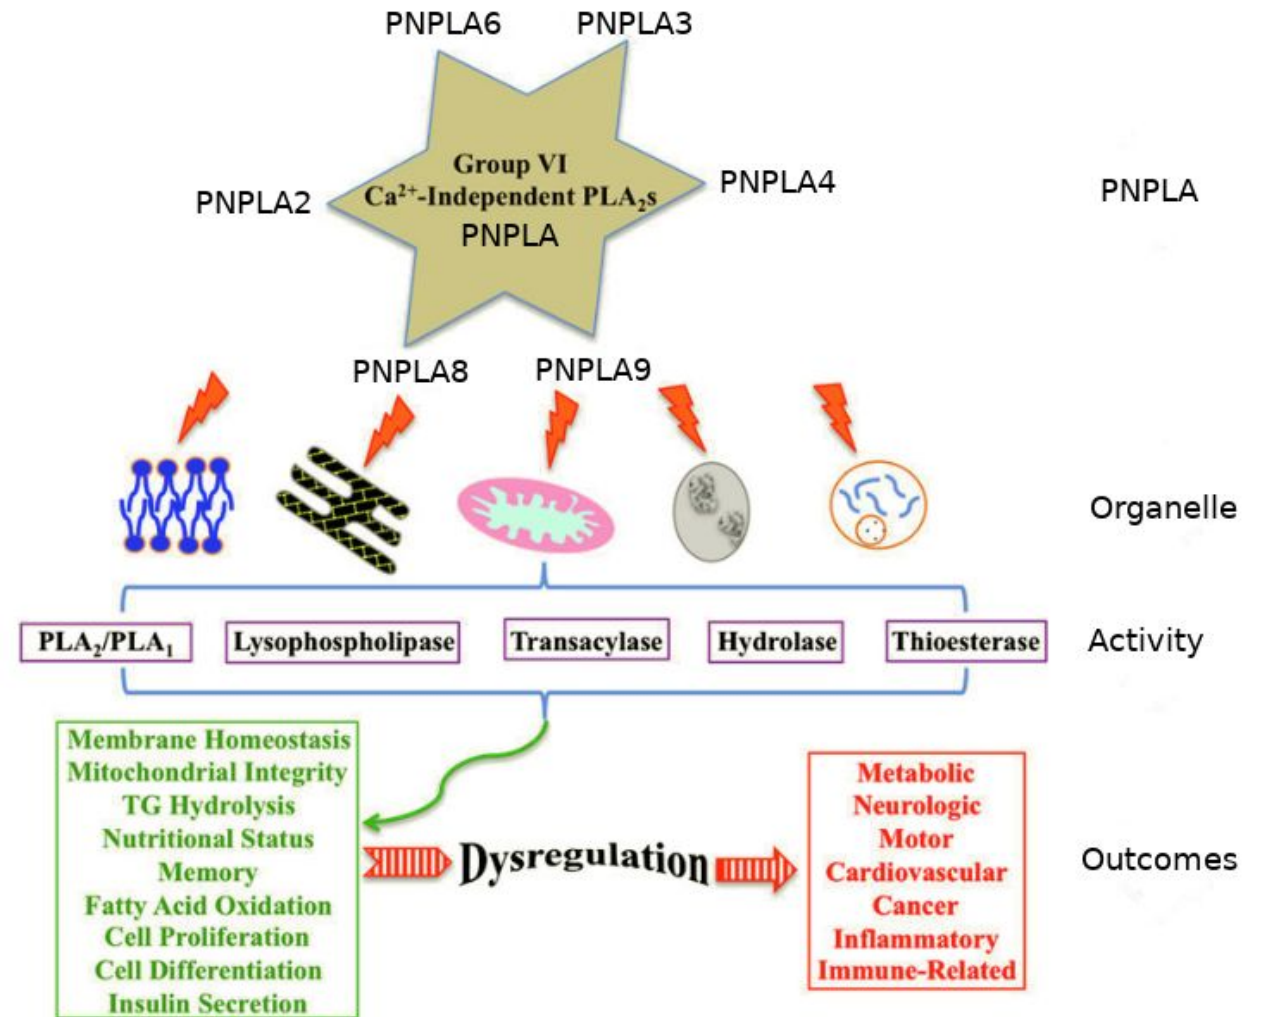 PNPLA6
PNPLA3
Group VI
Ca²⁺-Independent PLA₂s
PNPLA
PNPLA2
PNPLA4
PNPLA
PNPLA8
PNPLA9
Organelle
PLA₂/PLA₁
Lysophospholipase
Transacylase
Hydrolase
Thioesterase
Activity
Membrane Homeostasis
Mitochondrial Integrity
TG Hydrolysis
Nutritional Status
Memory
Fatty Acid Oxidation
Cell Proliferation
Cell Differentiation
Insulin Secretion
Dysregulation
Metabolic
Neurologic
Motor
Cardiovascular
Cancer
Inflammatory
Immune-Related
Outcomes